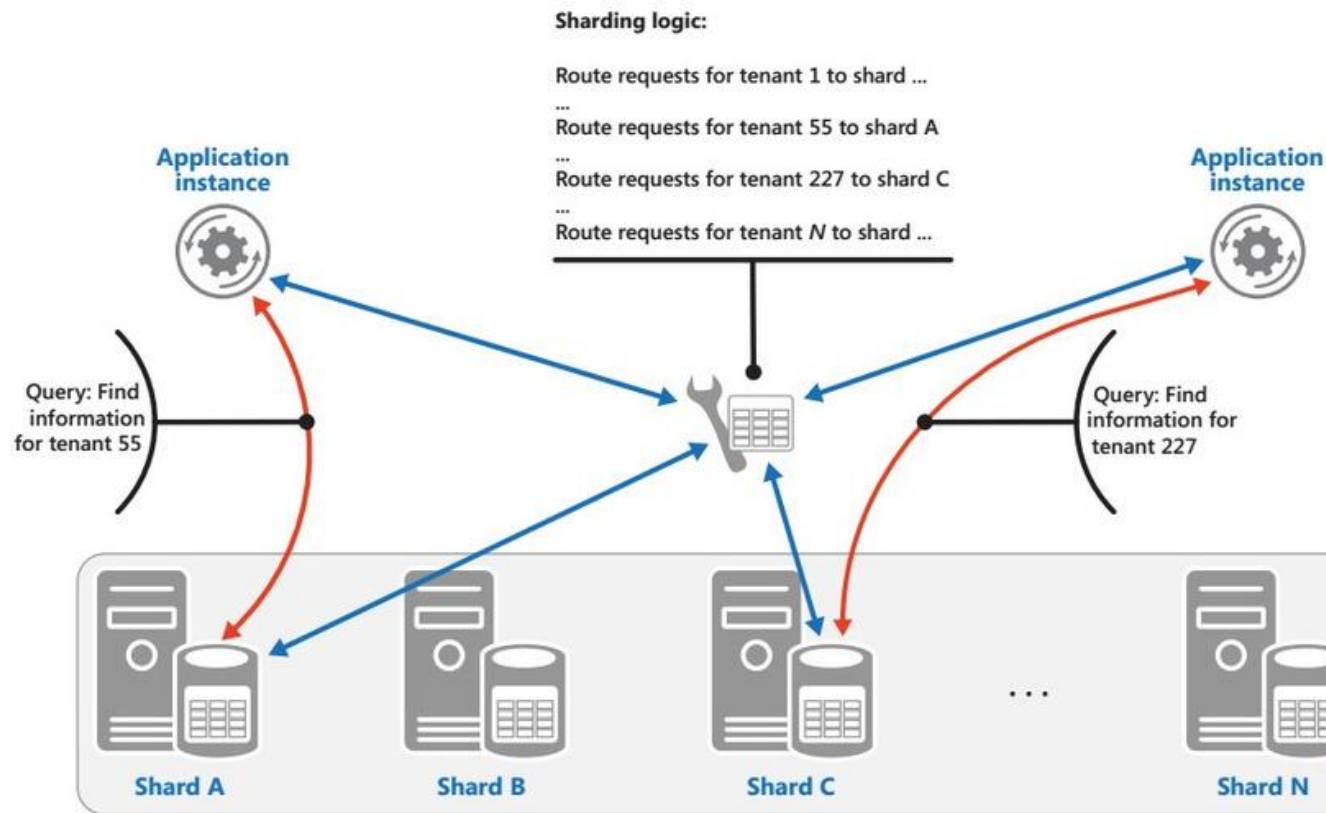 Sharding logic:
Route requests for tenant 1 to shard ...
...
Route requests for tenant 55 to shard A
...
Route requests for tenant 227 to shard C
...
Route requests for tenant N to shard ...
Application
instance
Application
instance
Query: Find
information
for tenant 55
Query: Find
information for
tenant 227
...
Shard A
Shard B
Shard C
Shard N